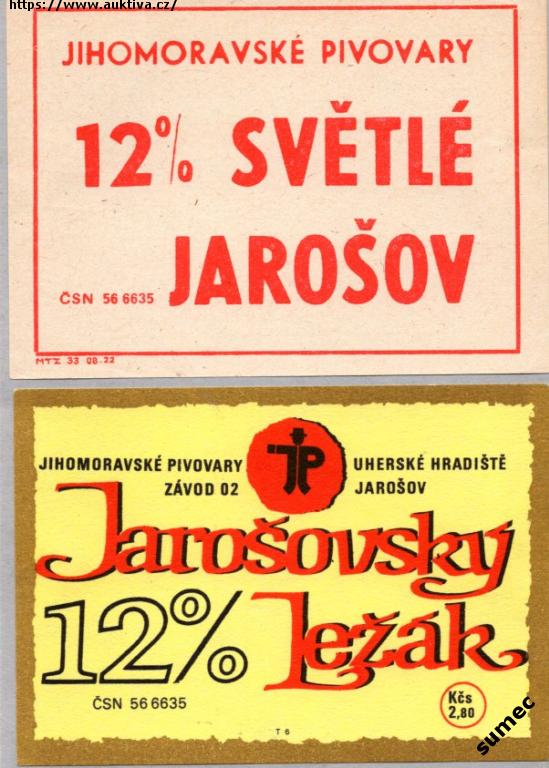 https://www.auktiva.cz/
JIHOMORAVSKÉ PIVOVARY
12% SVĚTLÉ
ČSN 56 6635 JAROŠOV
MTZ 33 08-22
JIHOMORAVSKÉ PIVOVARY
ZÁVOD 02
JP
UHERSKÉ HRADIŠTĚ
JAROŠOV
Jarošovský
12% Ležák
ČSN 56 6635
Kčs
2,80
T 6
sumec